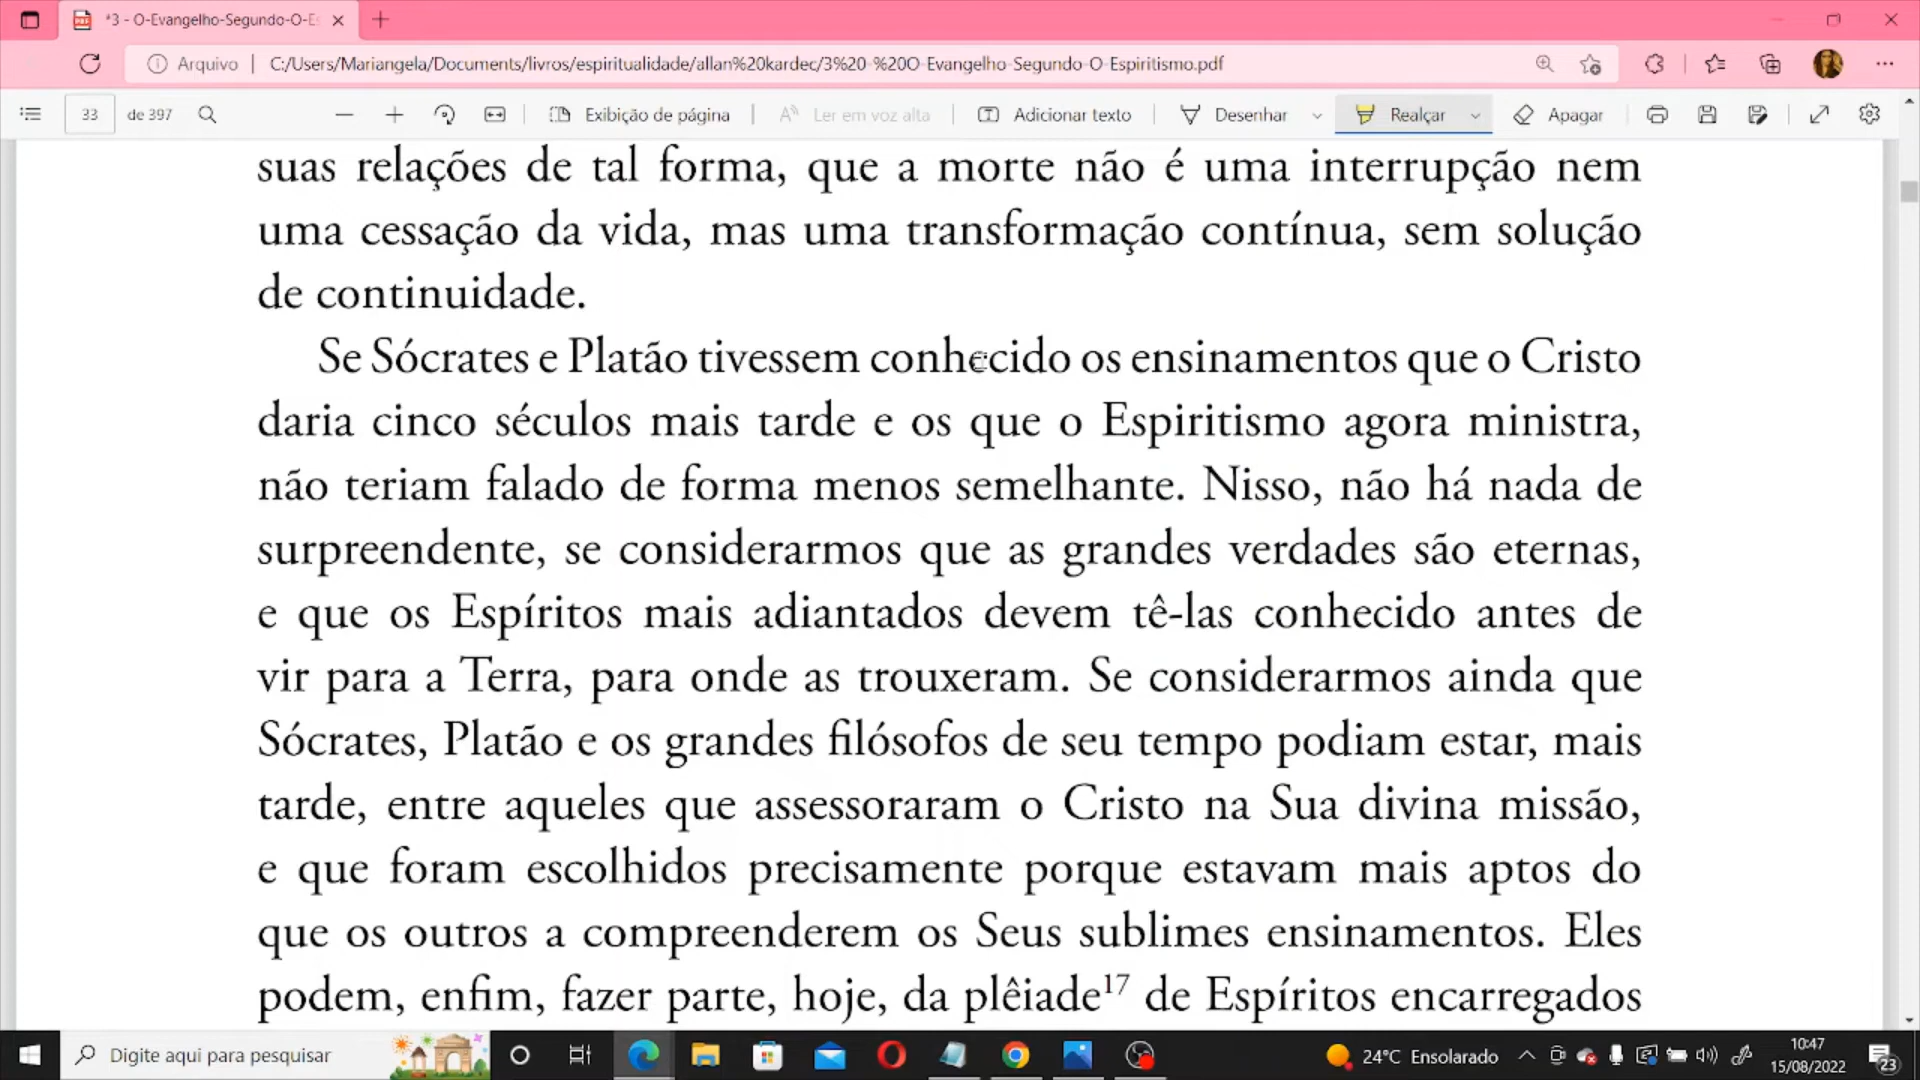 *3 - O-Evangelho-Segundo-O-Es
Arquivo
C:/Users/Mariangela/Documents/livros/espiritualidade/allan%20kardec/3%20-%20O-Evangelho-Segundo-O-Espiritismo.pdf
33 de 397
Exibição de página
Ler em voz alta
Adicionar texto
Desenhar
Realçar
Apagar
suas relações de tal forma, que a morte não é uma interrupção nem
uma cessação da vida, mas uma transformação contínua, sem solução
de continuidade.
Se Sócrates e Platão tivessem conhecido os ensinamentos que o Cristo
daria cinco séculos mais tarde e os que o Espiritismo agora ministra,
não teriam falado de forma menos semelhante. Nisso, não há nada de
surpreendente, se considerarmos que as grandes verdades são eternas,
e que os Espíritos mais adiantados devem tê-las conhecido antes de
vir para a Terra, para onde as trouxeram. Se considerarmos ainda que
Sócrates, Platão e os grandes filósofos de seu tempo podiam estar, mais
tarde, entre aqueles que assessoraram o Cristo na Sua divina missão,
e que foram escolhidos precisamente porque estavam mais aptos do
que os outros a compreenderem os Seus sublimes ensinamentos. Eles
podem, enfim, fazer parte, hoje, da plêiade17 de Espíritos encarregados
Digite aqui para pesquisar
24°C Ensolarado
10:47
15/08/2022
23